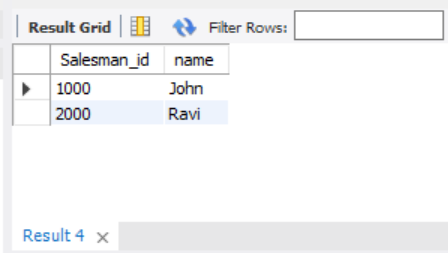 Result Grid Filter Rows:
Salesman_id name
1000 John
2000 Ravi
Result 4 ×